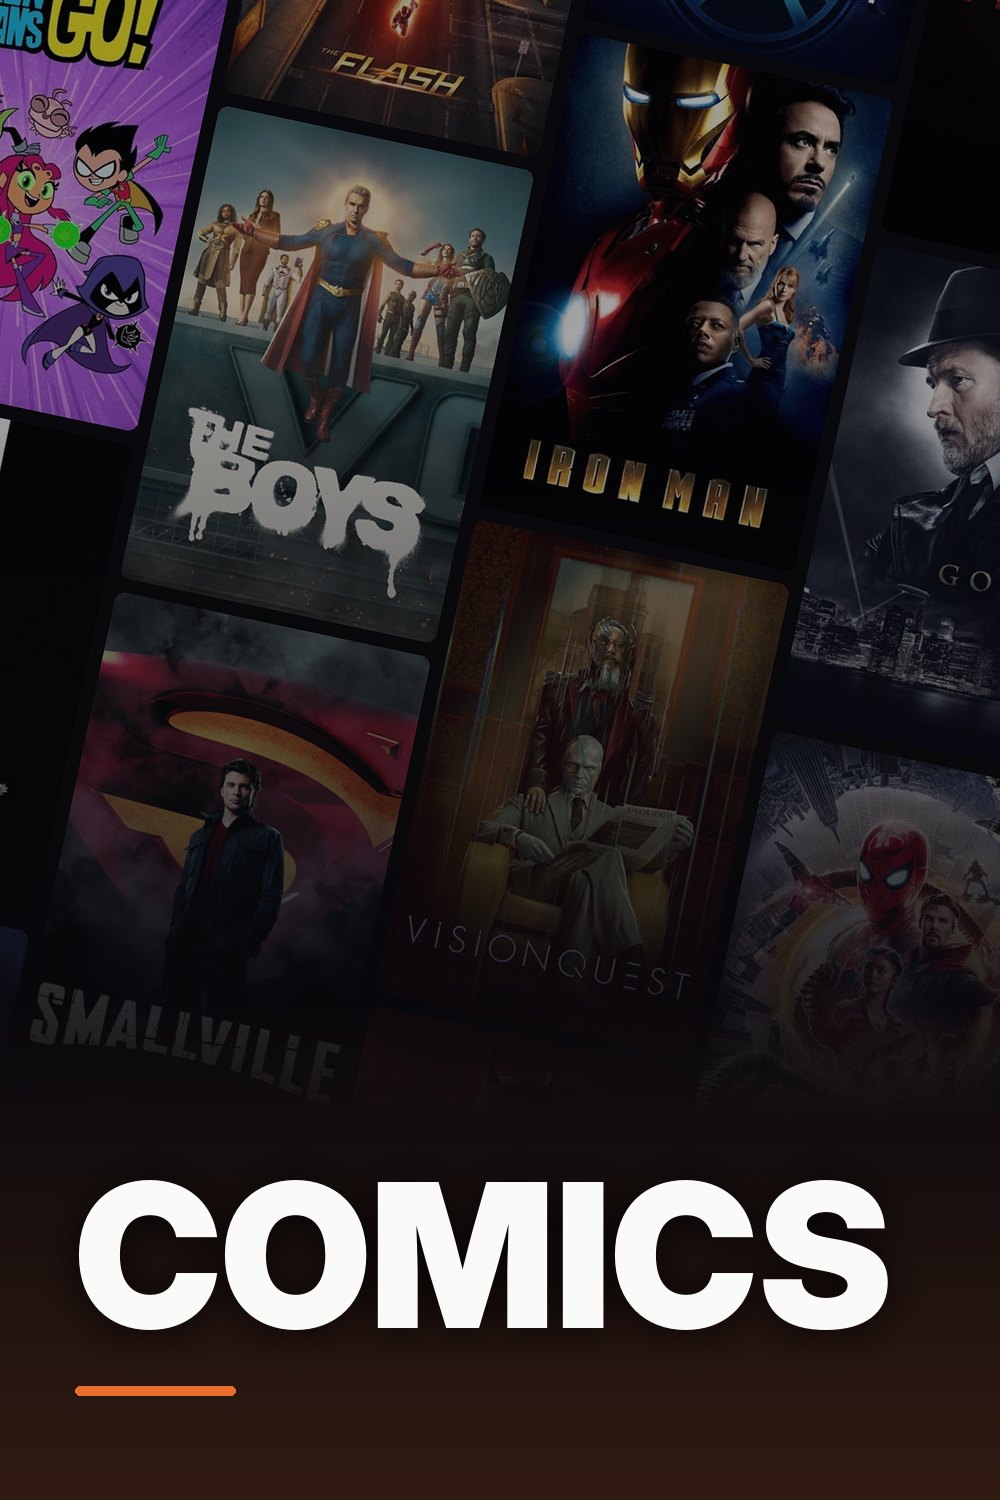 GO!
THE
FLASH
THE
BOYS
IRON MAN
GO
SMALLVILLE
VISIONQUEST
COMICS